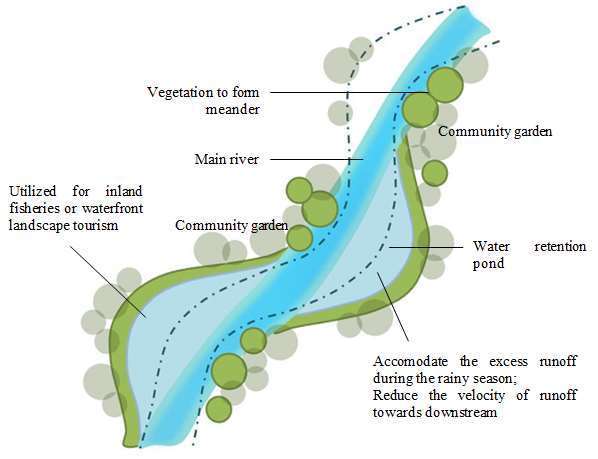 Vegetation to form
meander
Community garden
Main river
Utilized for inland
fisheries or waterfront
landscape tourism
Community garden
Water retention
pond
Accomodate the excess runoff
during the rainy season;
Reduce the velocity of runoff
towards downstream